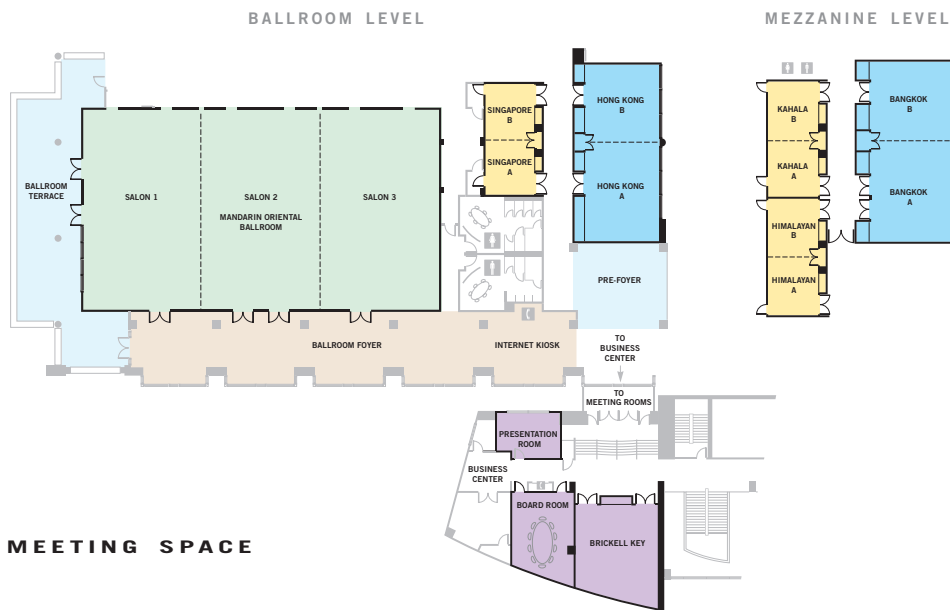 BALLROOM LEVEL
MEZZANINE LEVEL
BALLROOM
TERRACE
SALON 1
SALON 2
MANDARIN ORIENTAL
BALLROOM
SALON 3
SINGAPORE
B
SINGAPORE
A
HONG KONG
B
HONG KONG
A
KAHALA
B
KAHALA
A
HIMALAYAN
B
HIMALAYAN
A
BANGKOK
B
BANGKOK
A
PRE-FOYER
BALLROOM FOYER
INTERNET KIOSK
TO
BUSINESS
CENTER
TO
MEETING ROOMS
PRESENTATION
ROOM
BUSINESS
CENTER
BOARD ROOM
BRICKELL KEY
MEETING SPACE